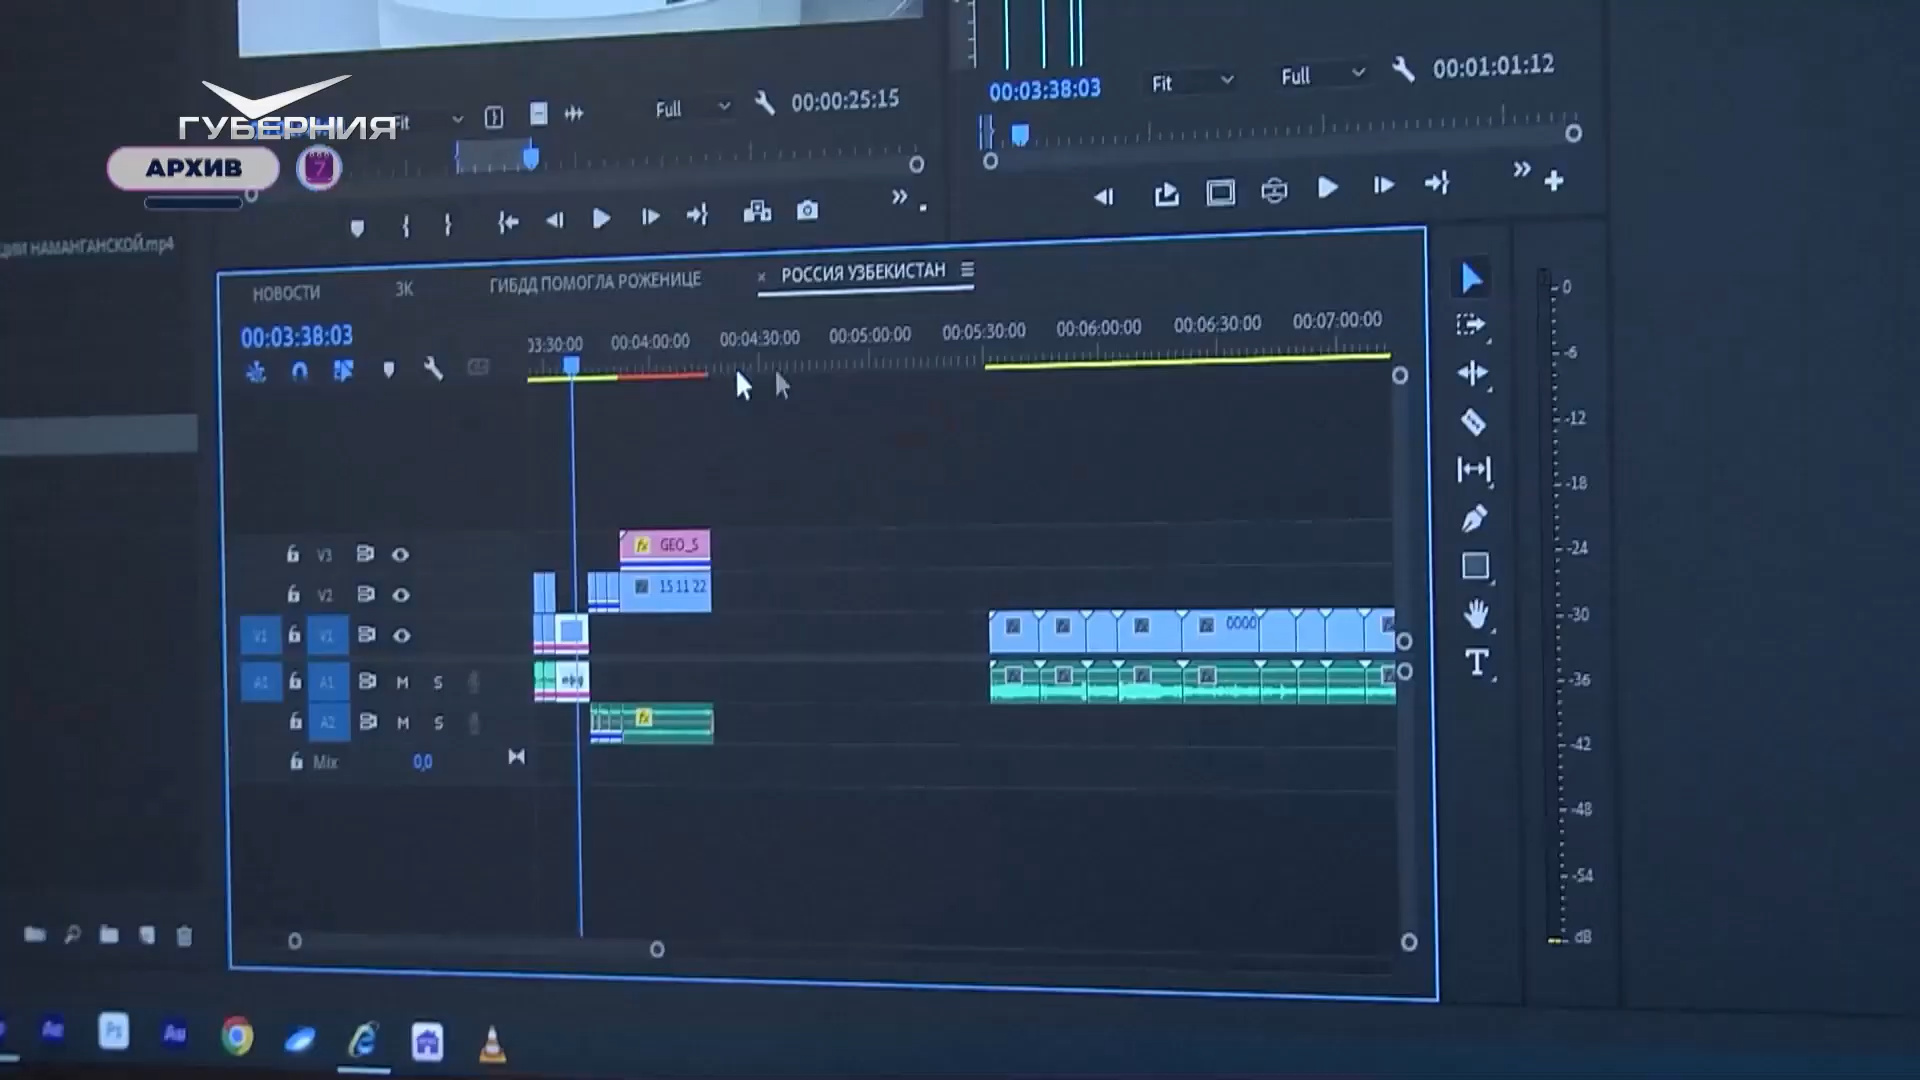 ГУБЕРНИЯ
АРХИВ
7
Full
00:00:25:15
00:03:38:03
Fit
Full
00:01:01:12
НАМАНГАНСКОЙ.mp4
НОВОСТИ
ЗК
ГИБДД ПОМОГЛА РОЖЕНИЦЕ
× РОССИЯ УЗБЕКИСТАН
00:03:38:03
03:30:00 00:04:00:00 00:04:30:00 00:05:00:00 00:05:30:00 00:06:00:00 00:06:30:00 00:07:00:00
V3
fx GEO_S
V2
15 11 22
V1 V1
0000
A1 A1 M S
A2 M S
fx
Mix 0,0
T
0
-6
-12
-18
-24
-30
-36
-42
-48
-54
dB
Ae Ps Au